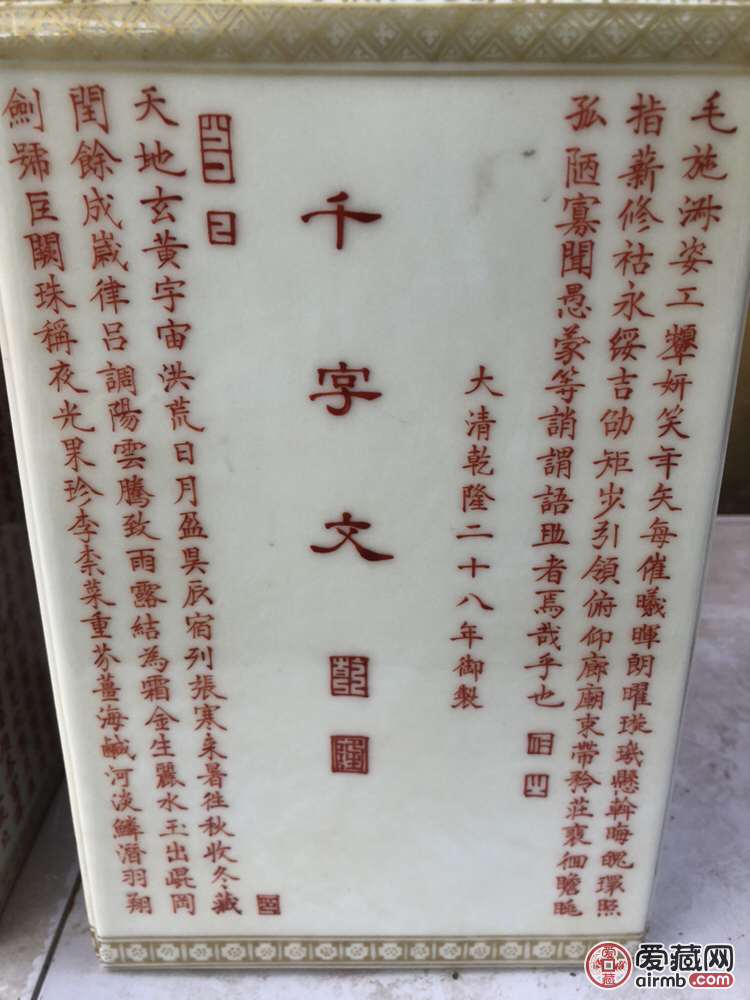 毛施淑姿工顰妍笑年矢每催曦暉朗曜璇璣懸斡晦魄環照
指薪修祜永綏吉劭矩步引領俯仰廊廟束帶矜莊裵徊瞻眺
孤陋寡聞愚蒙等誚謂語助者焉哉乎也
大清乾隆二十八年御製
千字文
天地玄黃宇宙洪荒日月盈昃辰宿列張寒來暑往秋收冬藏
閏餘成歲律呂調陽雲騰致雨露結為霜金生麗水玉出崐岡
劍號巨闕珠稱夜光果珍李柰菜重芥薑海鹹河淡鱗潛羽翔
爱藏网
airmb.com